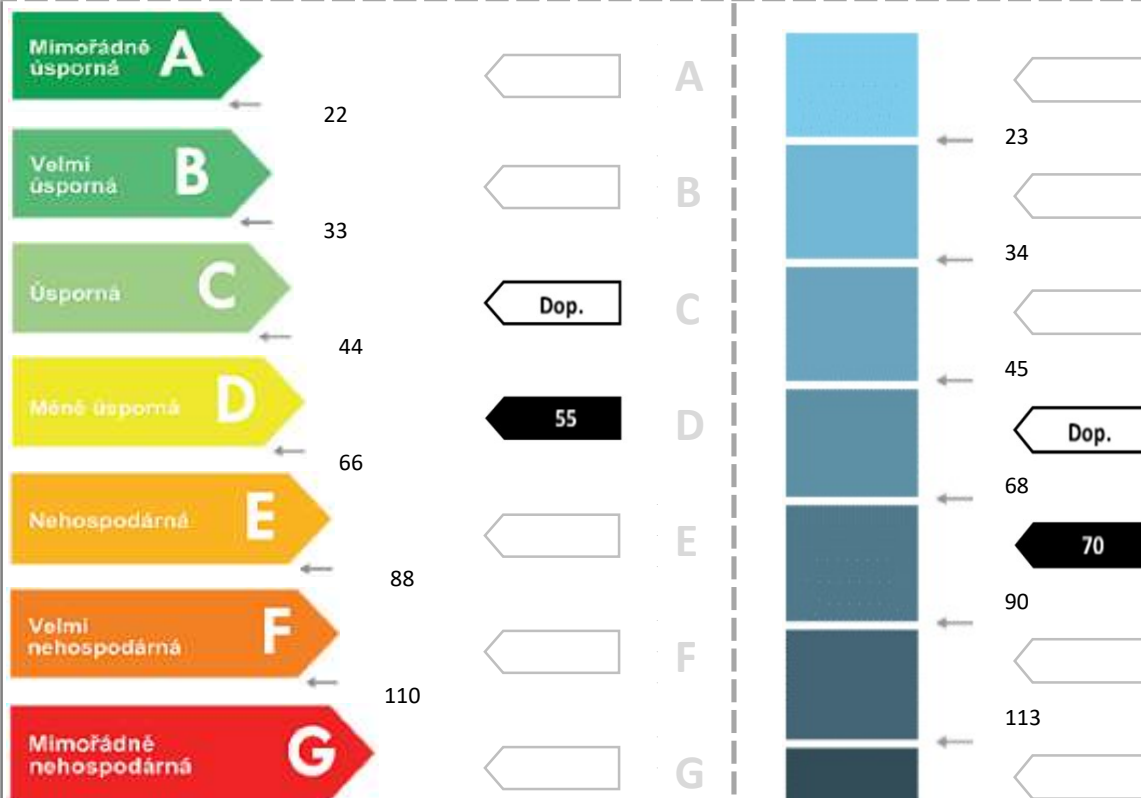 Mimořádně
úsporná
A
A
22
23
Velmi
úsporná
B
B
33
34
Úsporná
C
Dop.
C
44
45
Méně úsporná
D
55
D
Dop.
66
68
Nehospodárná
E
E
70
88
90
Velmi
nehospodárná
F
F
110
113
Mimořádně
nehospodárná
G
G